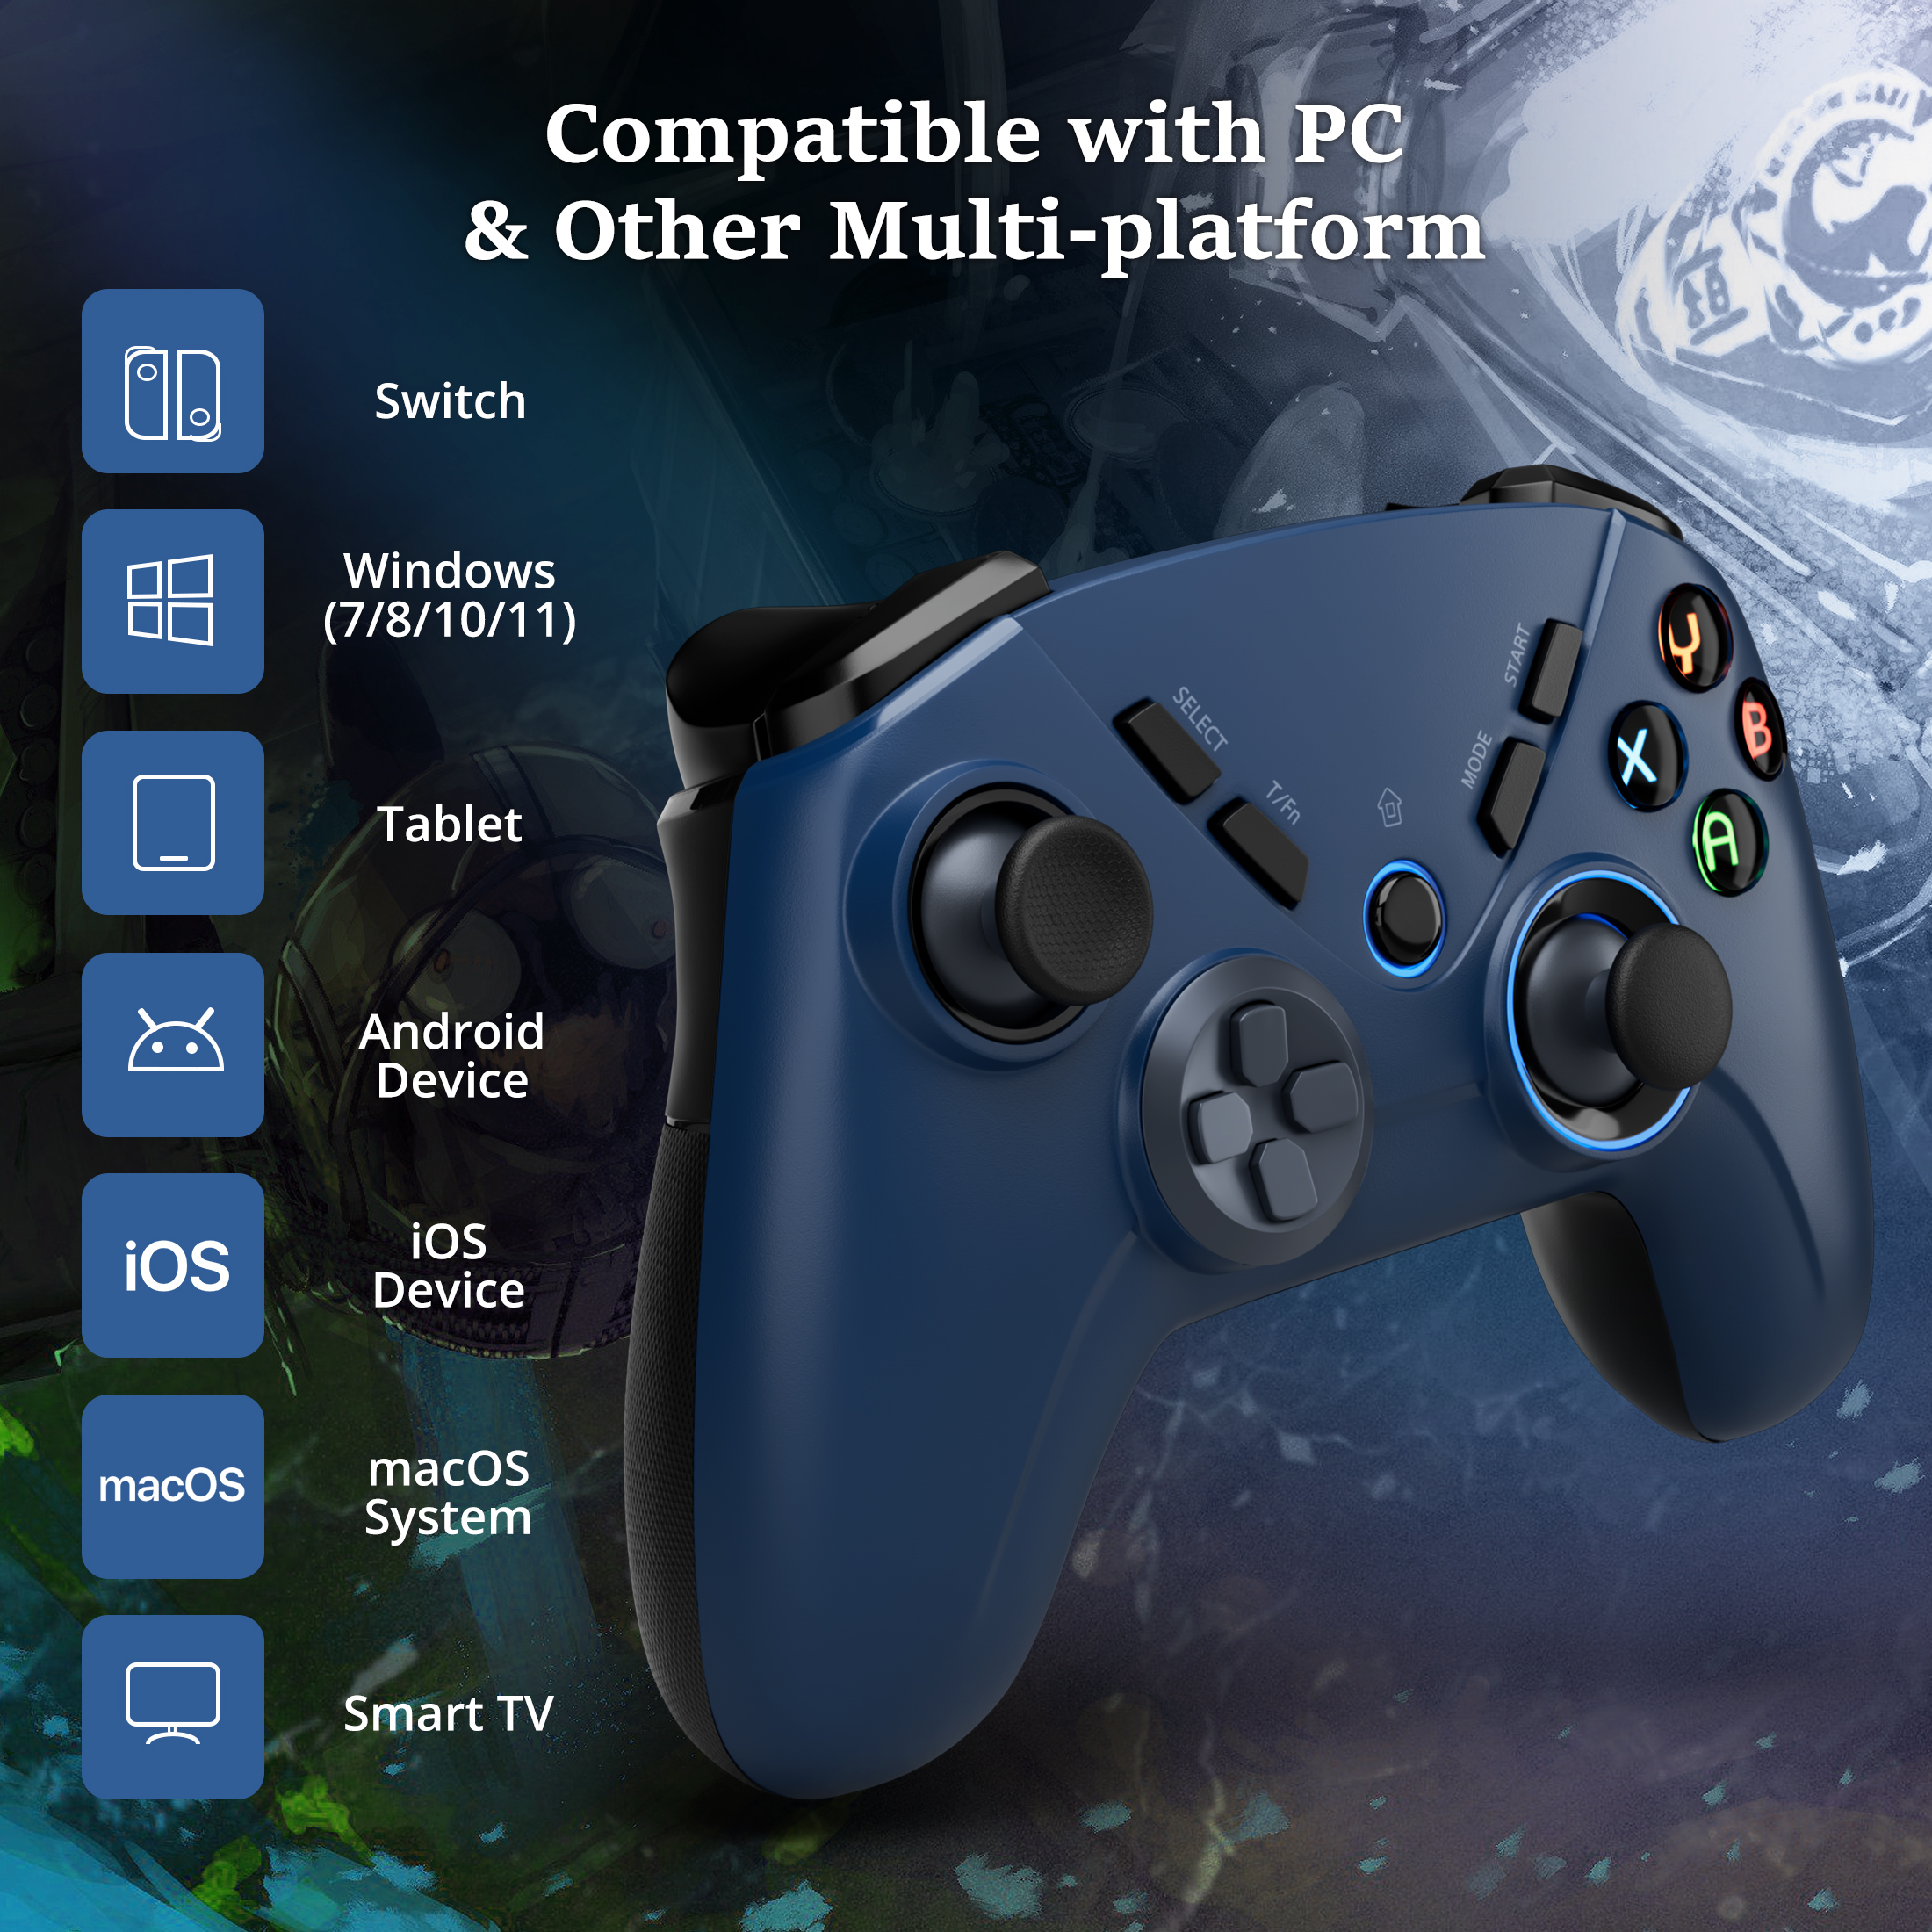 Compatible with PC
& Other Multi-platform
Switch
Windows
(7/8/10/11)
Tablet
Android
Device
iOS
iOS
Device
macOS
macOS
System
Smart TV
SELECT
T/Fn
START
MODE
Y
B
X
A